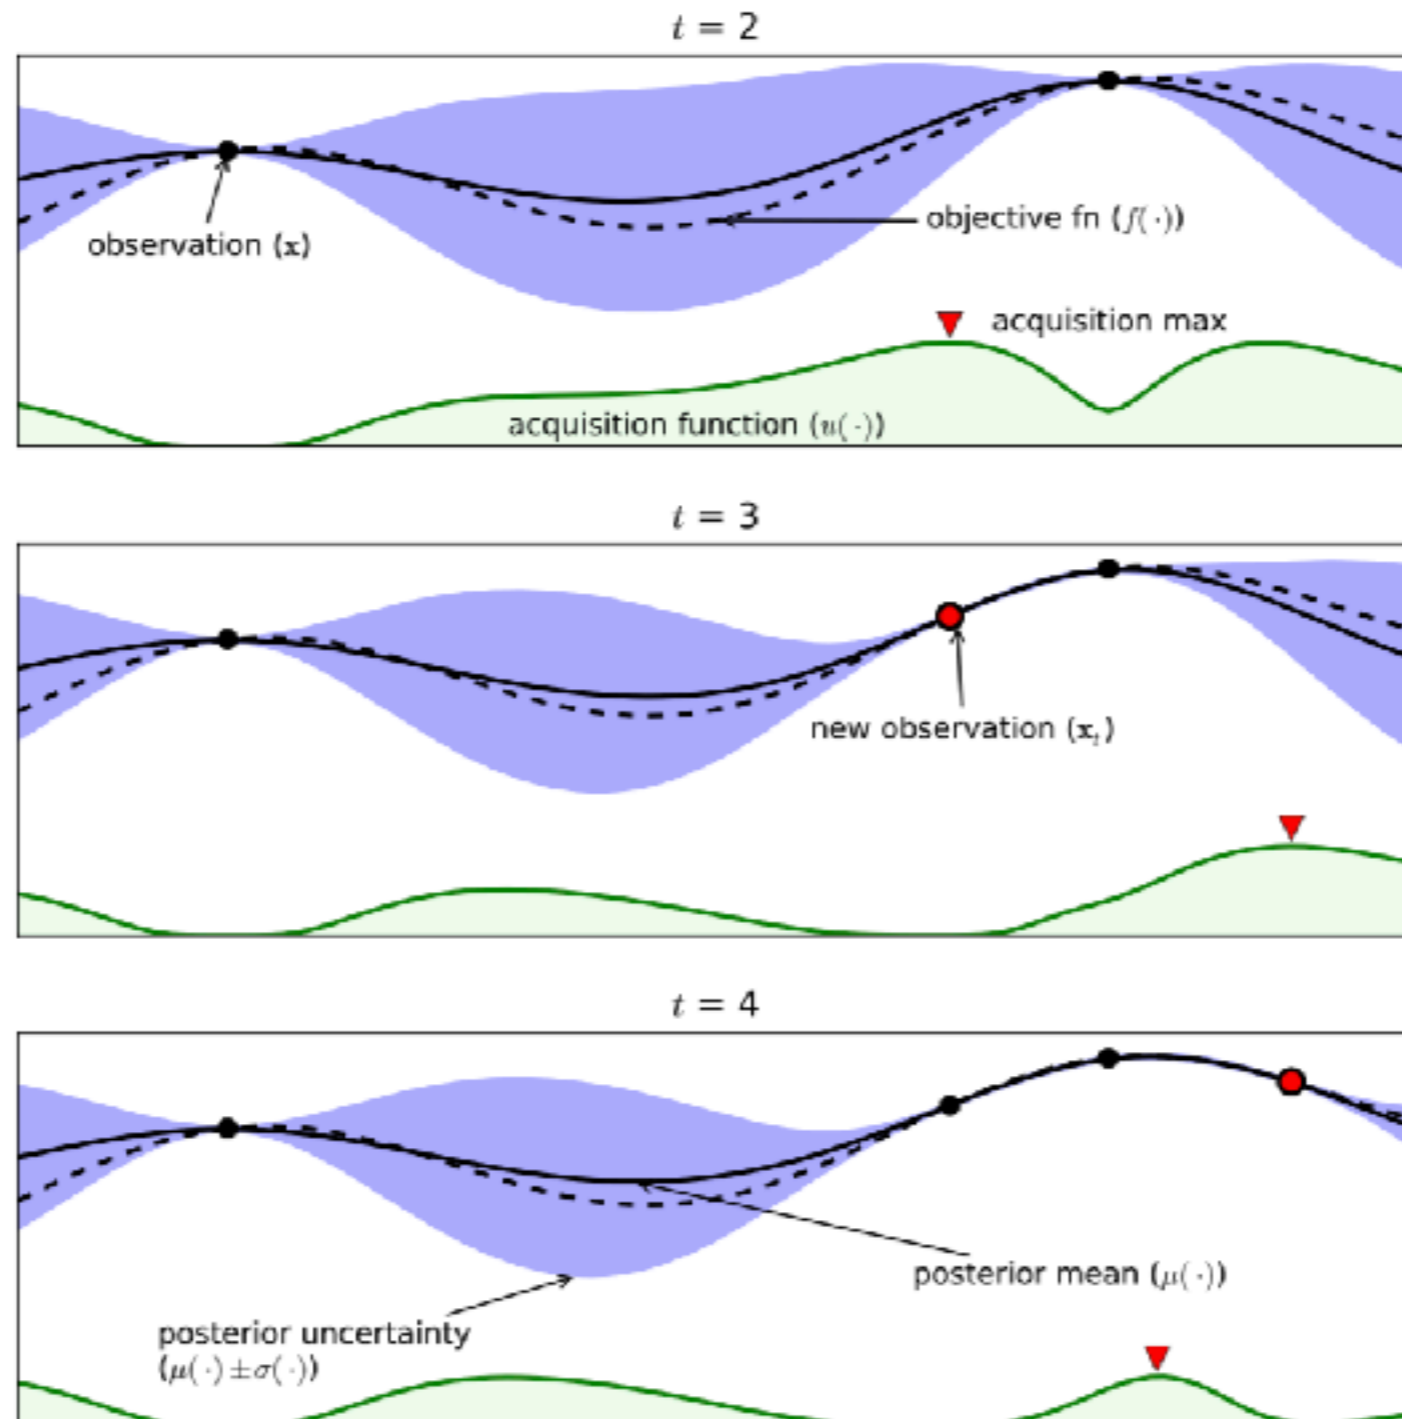 t = 2
observation (x)
objective fn (f(·))
acquisition max
acquisition function (u(·))
t = 3
new observation (xₜ)
t = 4
posterior mean (μ(·))
posterior uncertainty
(μ(·) ± σ(·))